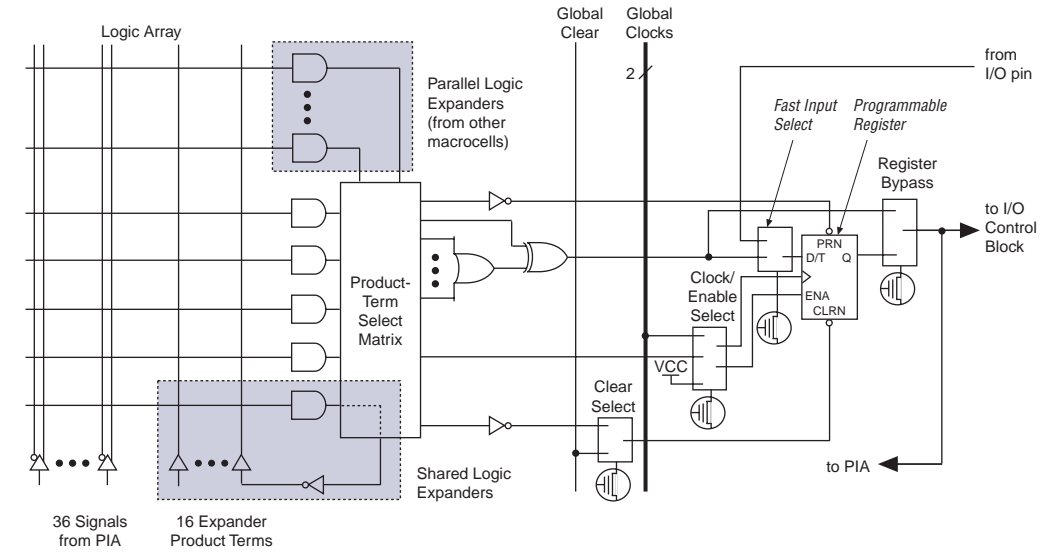 Logic Array
Global
Clear
Global
Clocks
2
from
I/O pin
Parallel Logic
Expanders
(from other
macrocells)
Fast Input
Select
Programmable
Register
Register
Bypass
to I/O
Control
Block
PRN
D/T
Q
ENA
CLRN
Clock/
Enable
Select
Product-
Term
Select
Matrix
VCC
Clear
Select
to PIA
Shared Logic
Expanders
36 Signals
from PIA
16 Expander
Product Terms